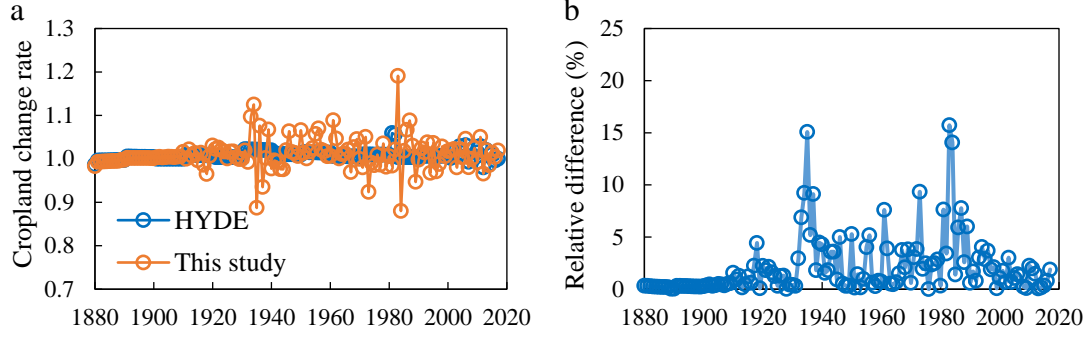 a
Cropland change rate
1.3
1.2
1.1
1.0
0.9
0.8
0.7
HYDE
This study
1880 1900 1920 1940 1960 1980 2000 2020
b
Relative difference (%)
25
20
15
10
5
0
1880 1900 1920 1940 1960 1980 2000 2020